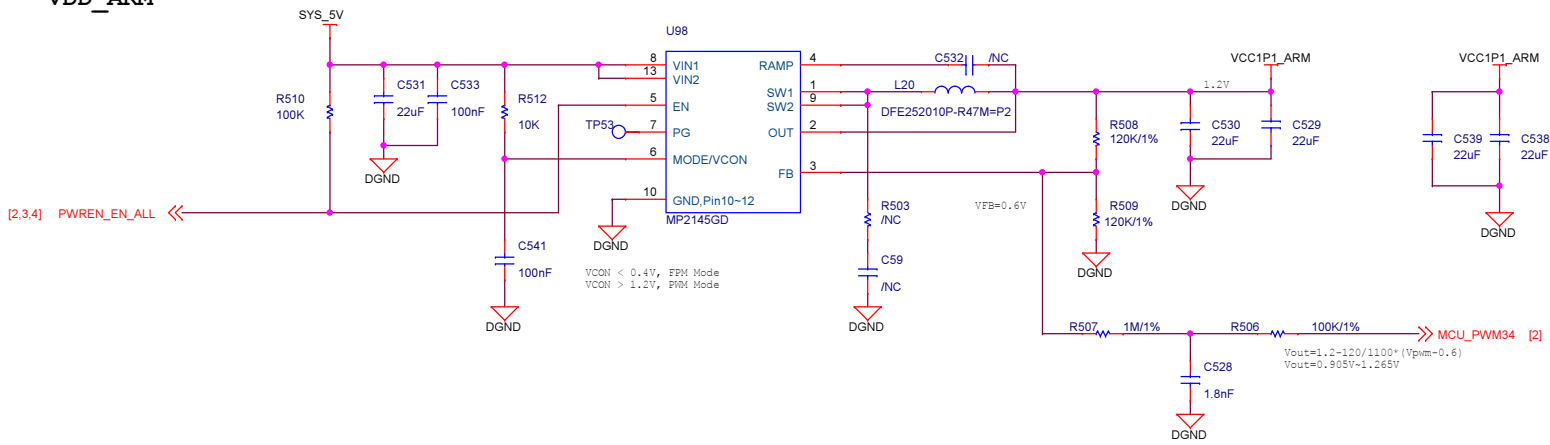 VDD_ARM
SYS_5V
U98
8 VIN1
13 VIN2
5 EN
7 PG
6 MODE/VCON
10 GND,Pin10~12
RAMP 4
SW1 1
SW2 9
OUT 2
FB 3
MP2145GD
C531
22uF
C533
100nF
R510
100K
R512
10K
TP53
DGND
[2,3,4] PWREN_EN_ALL
DGND
C541
100nF
DGND
VCON < 0.4V, FPM Mode
VCON > 1.2V, PWM Mode
C532 /NC
L20
DFE252010P-R47M=P2
R503
/NC
C59
/NC
DGND
VCC1P1_ARM
1.2V
R508
120K/1%
C530
22uF
C529
22uF
DGND
VFB=0.6V
R509
120K/1%
DGND
VCC1P1_ARM
C539
22uF
C538
22uF
DGND
R507 1M/1%
R506 100K/1%
MCU_PWM34 [2]
Vout=1.2-120/1100*(Vpwm-0.6)
Vout=0.905V~1.265V
C528
1.8nF
DGND